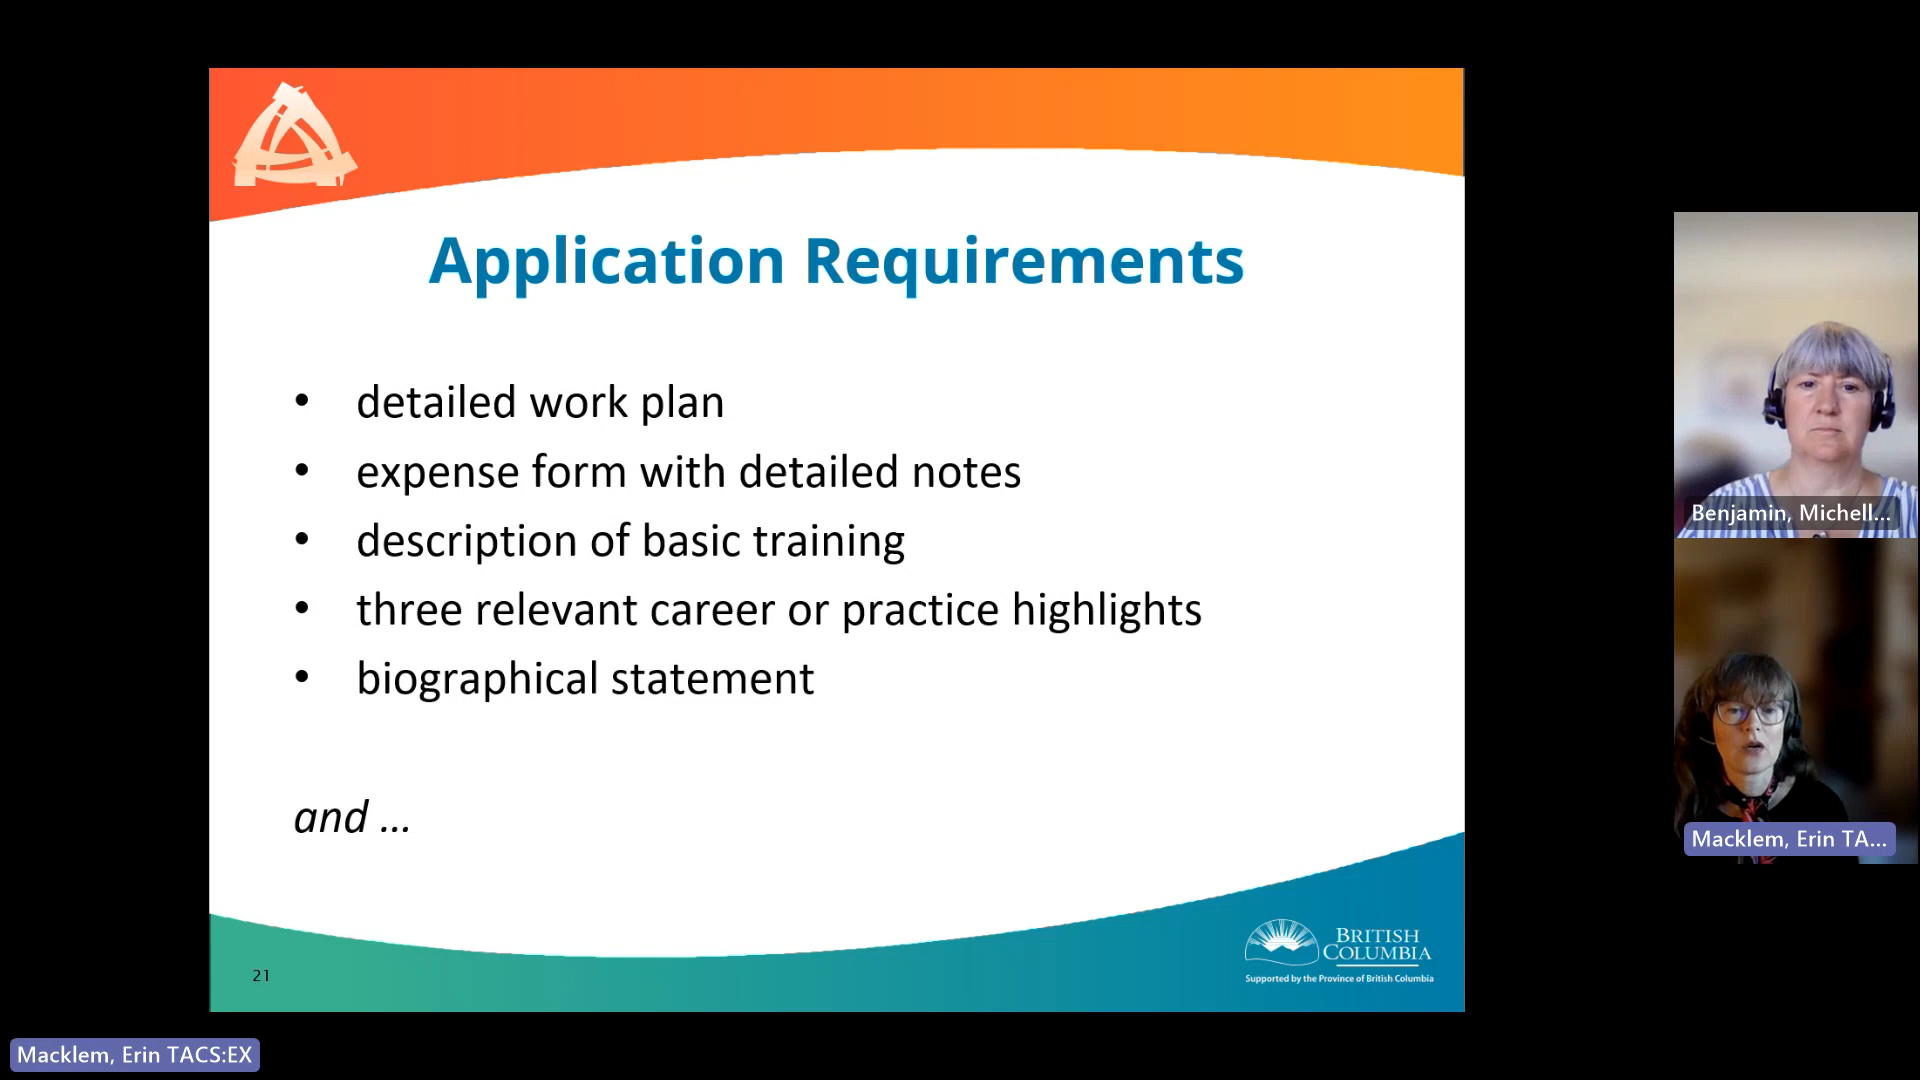 Application Requirements
• detailed work plan
• expense form with detailed notes
• description of basic training
• three relevant career or practice highlights
• biographical statement
and ...
21
BRITISH
COLUMBIA
Supported by the Province of British Columbia
Benjamin, Michell...
Macklem, Erin TA...
Macklem, Erin TACS:EX